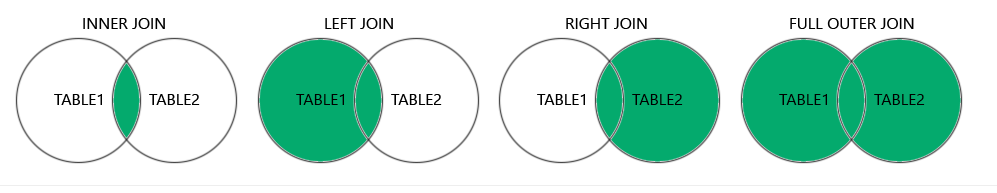 INNER JOIN
LEFT JOIN
RIGHT JOIN
FULL OUTER JOIN
TABLE1
TABLE2
TABLE1
TABLE2
TABLE1
TABLE2
TABLE1
TABLE2